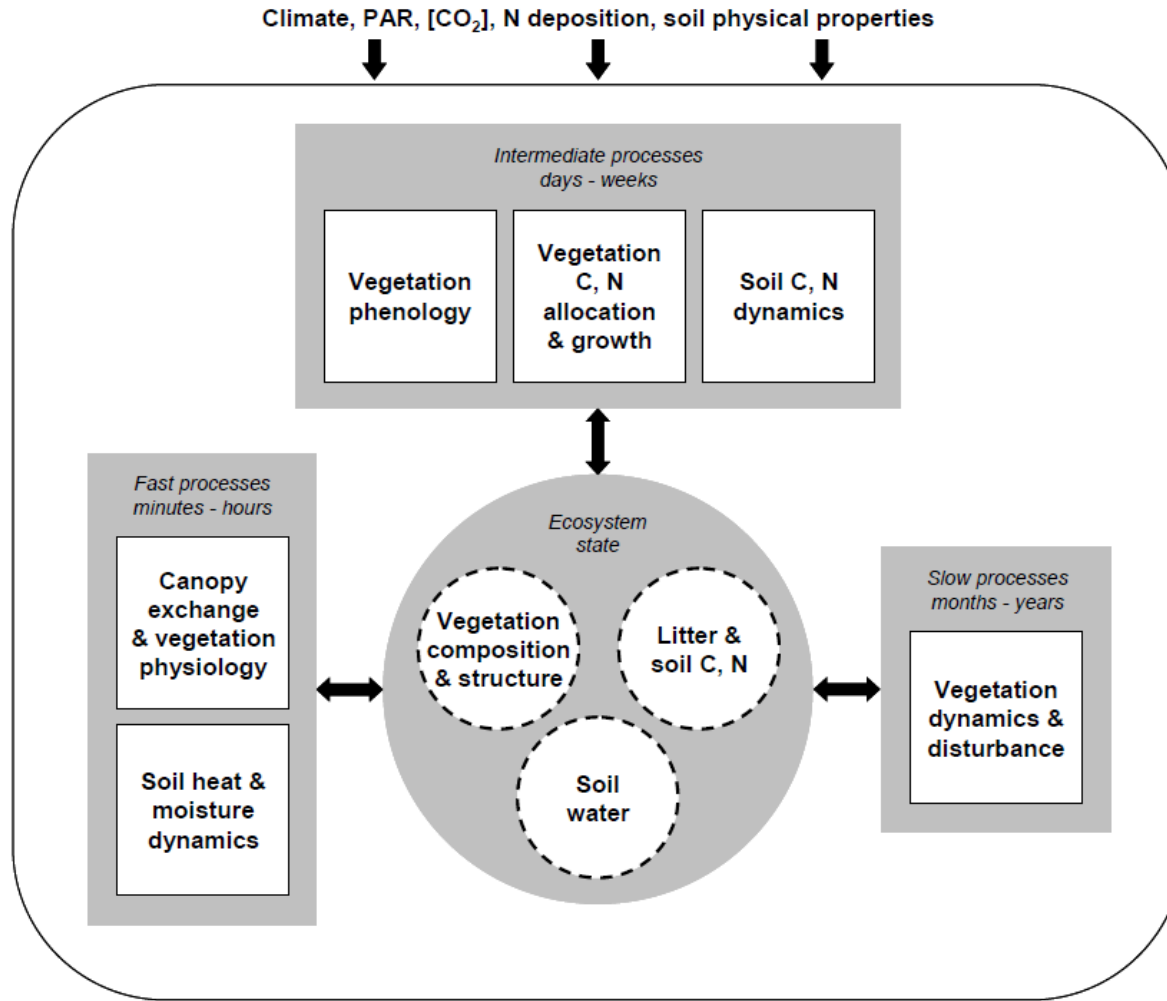 Climate, PAR, [CO₂], N deposition, soil physical properties
Intermediate processes
days - weeks
Vegetation
phenology
Vegetation
C, N
allocation
& growth
Soil C, N
dynamics
Fast processes
minutes - hours
Canopy
exchange
& vegetation
physiology
Soil heat &
moisture
dynamics
Ecosystem
state
Vegetation
composition
& structure
Litter &
soil C, N
Soil
water
Slow processes
months - years
Vegetation
dynamics &
disturbance